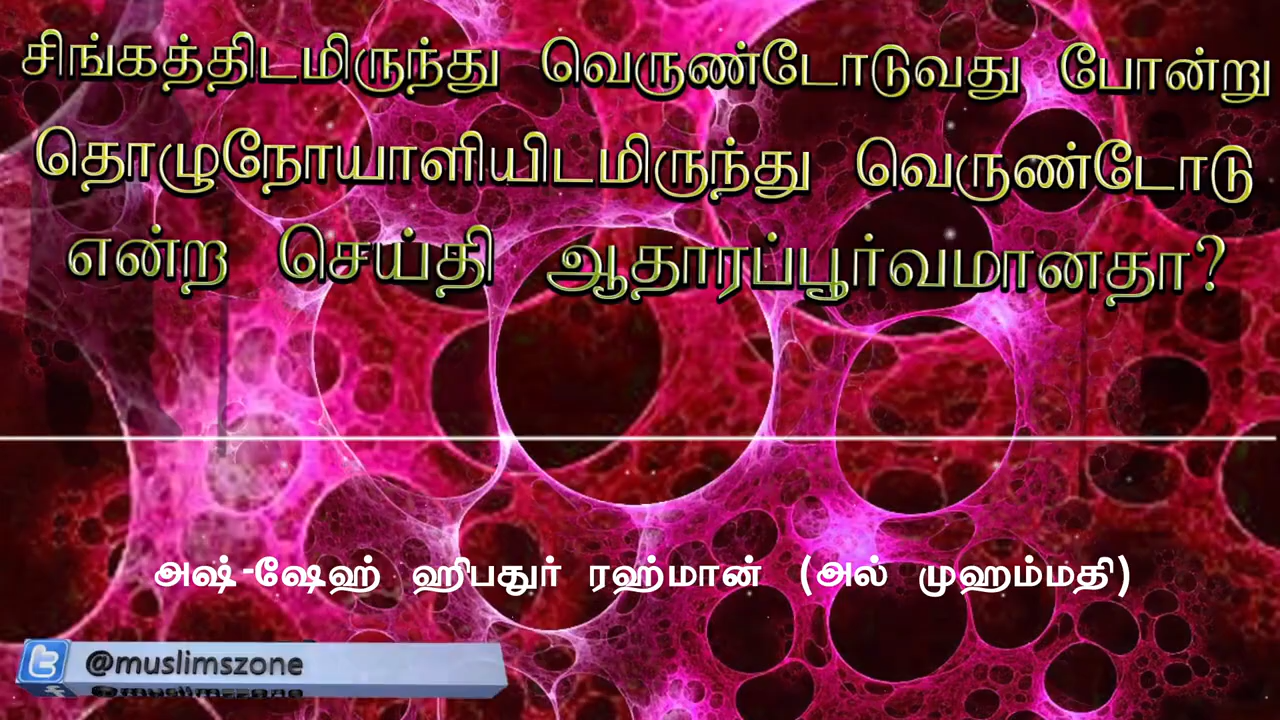 சிங்கத்திடமிருந்து வெருண்டோடுவது போன்று
தொழுநோயாளியிடமிருந்து வெருண்டோடு
என்ற செய்தி ஆதாரப்பூர்வமானதா?
அஷ்-ஷேஹ் ஹிபதுர் ரஹ்மான் (அல் முஹம்மதி)
@muslimszone